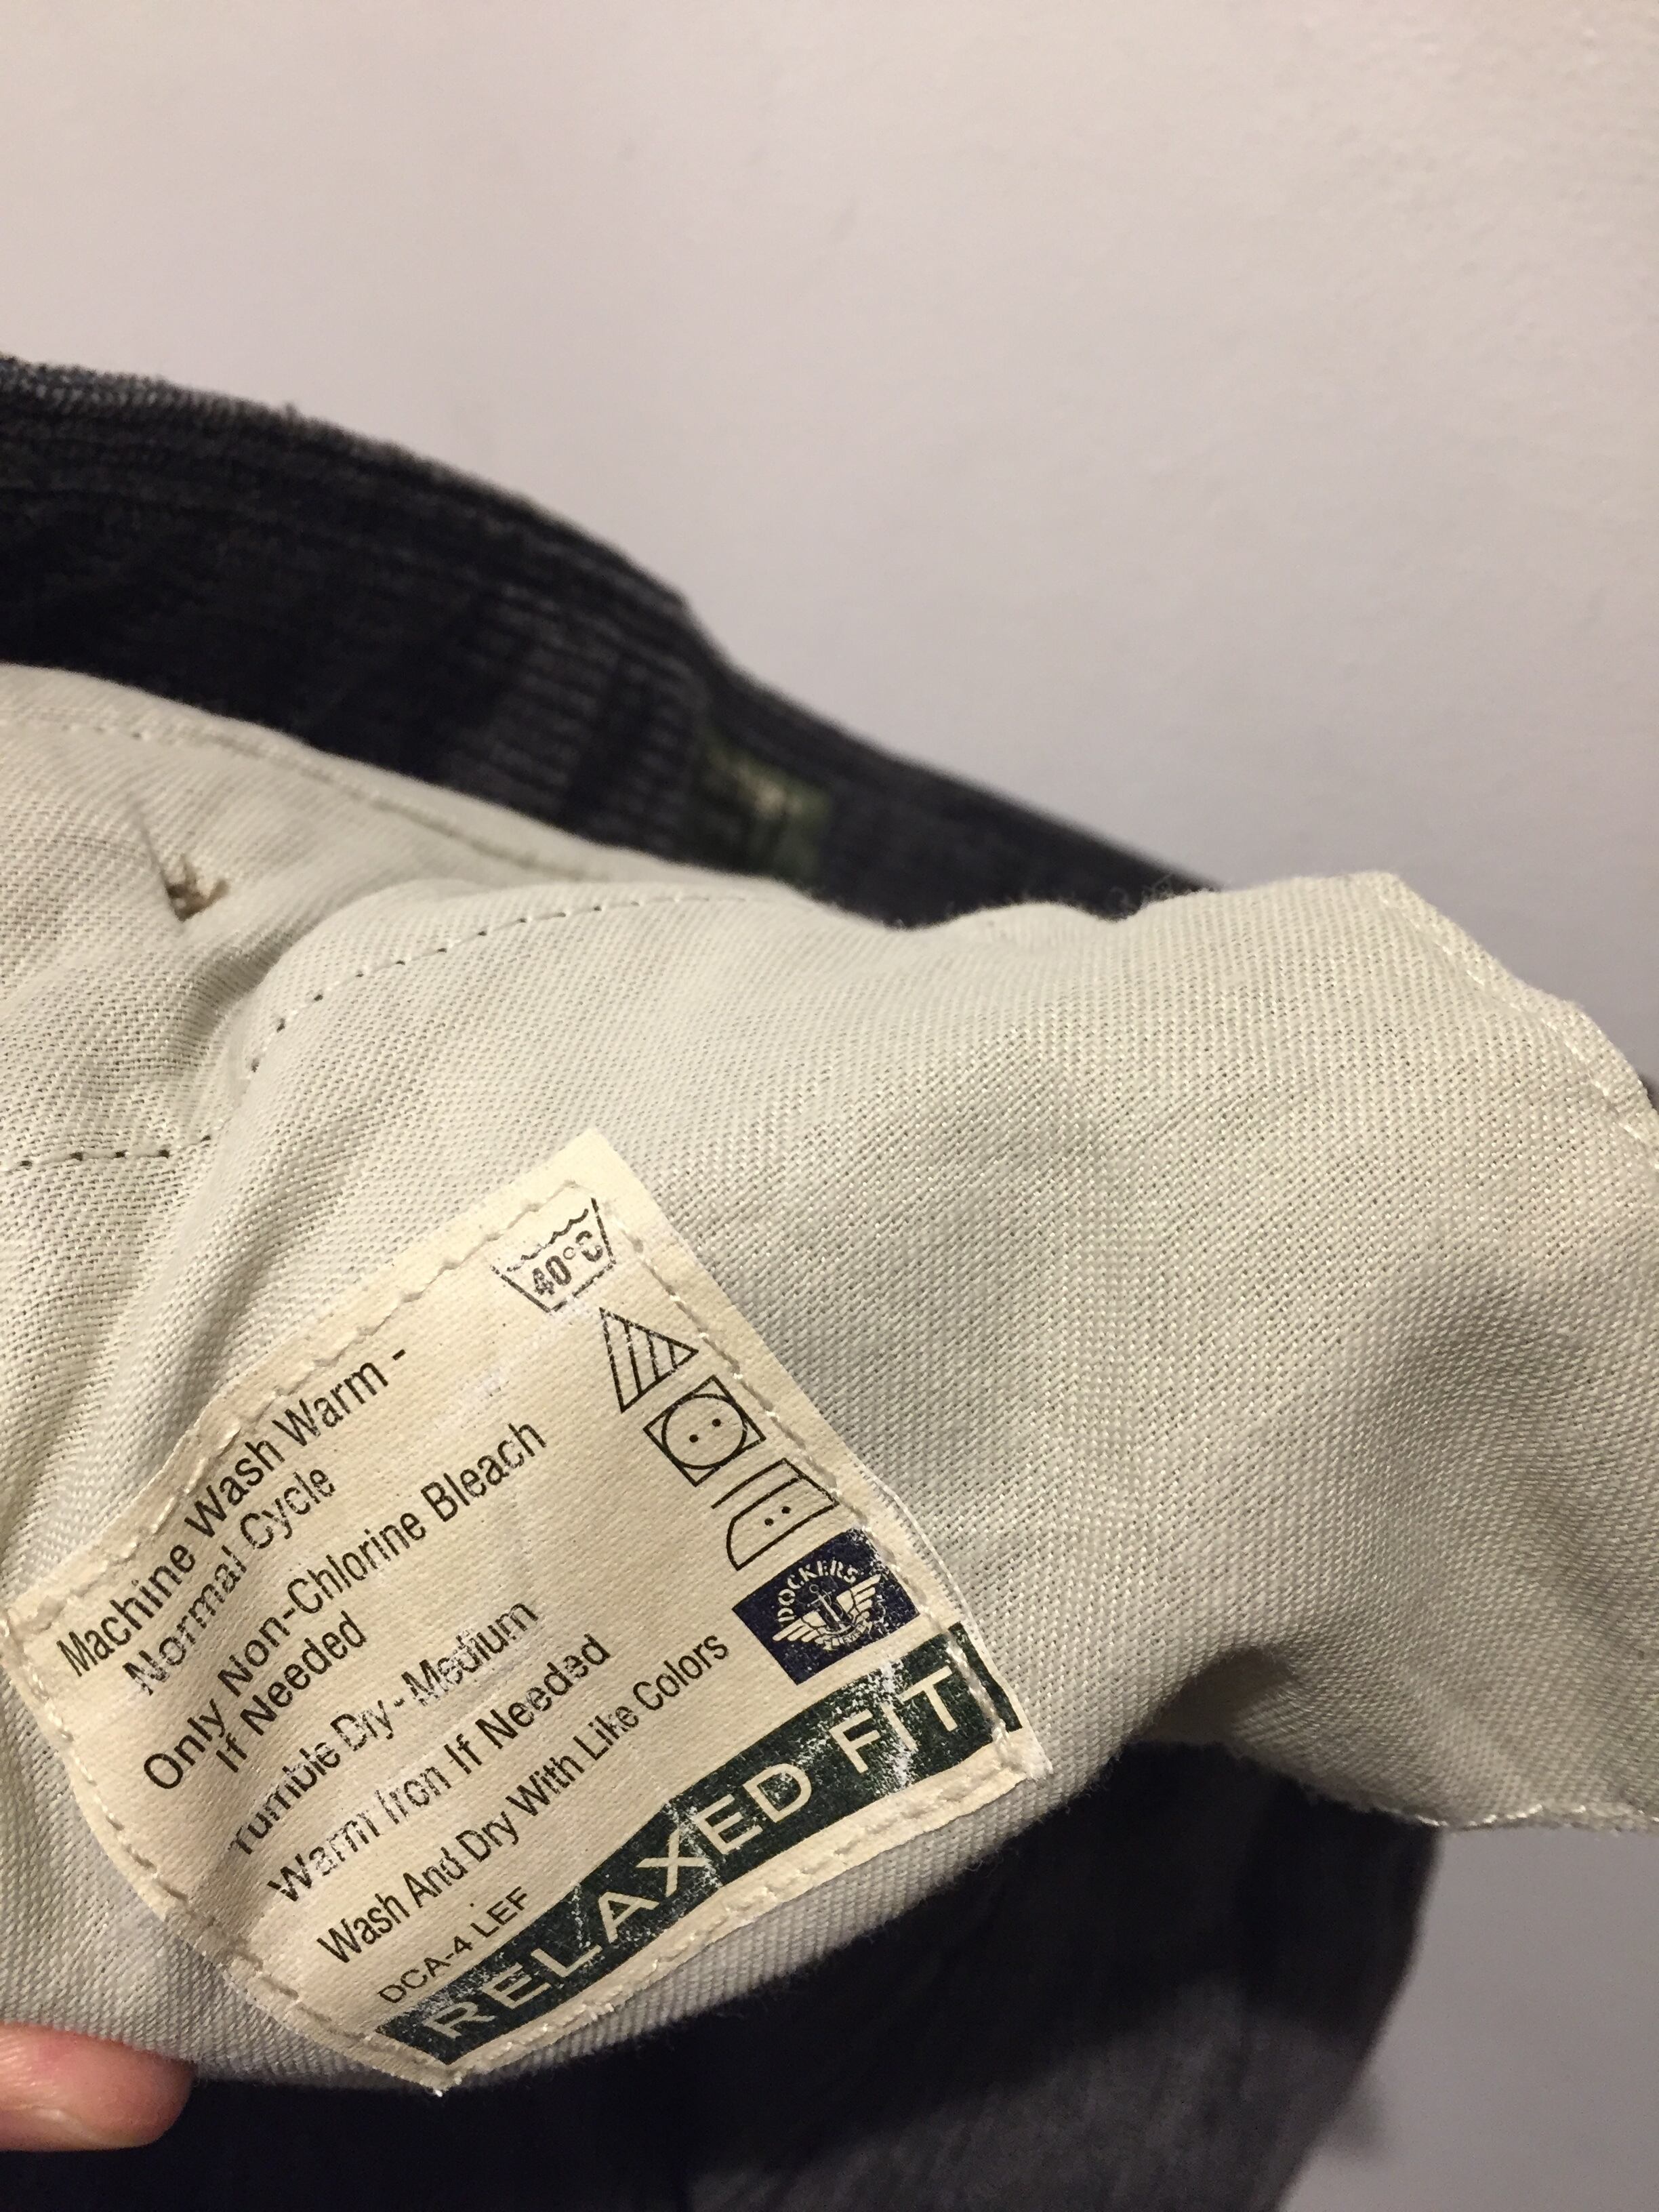 40°C
Machine Wash Warm -
Normal Cycle
Only Non-Chlorine Bleach
If Needed
Tumble Dry - Medium
Warm Iron If Needed
Wash And Dry With Like Colors
DCA-4 LEF
DOCKERS
RELAXED FIT